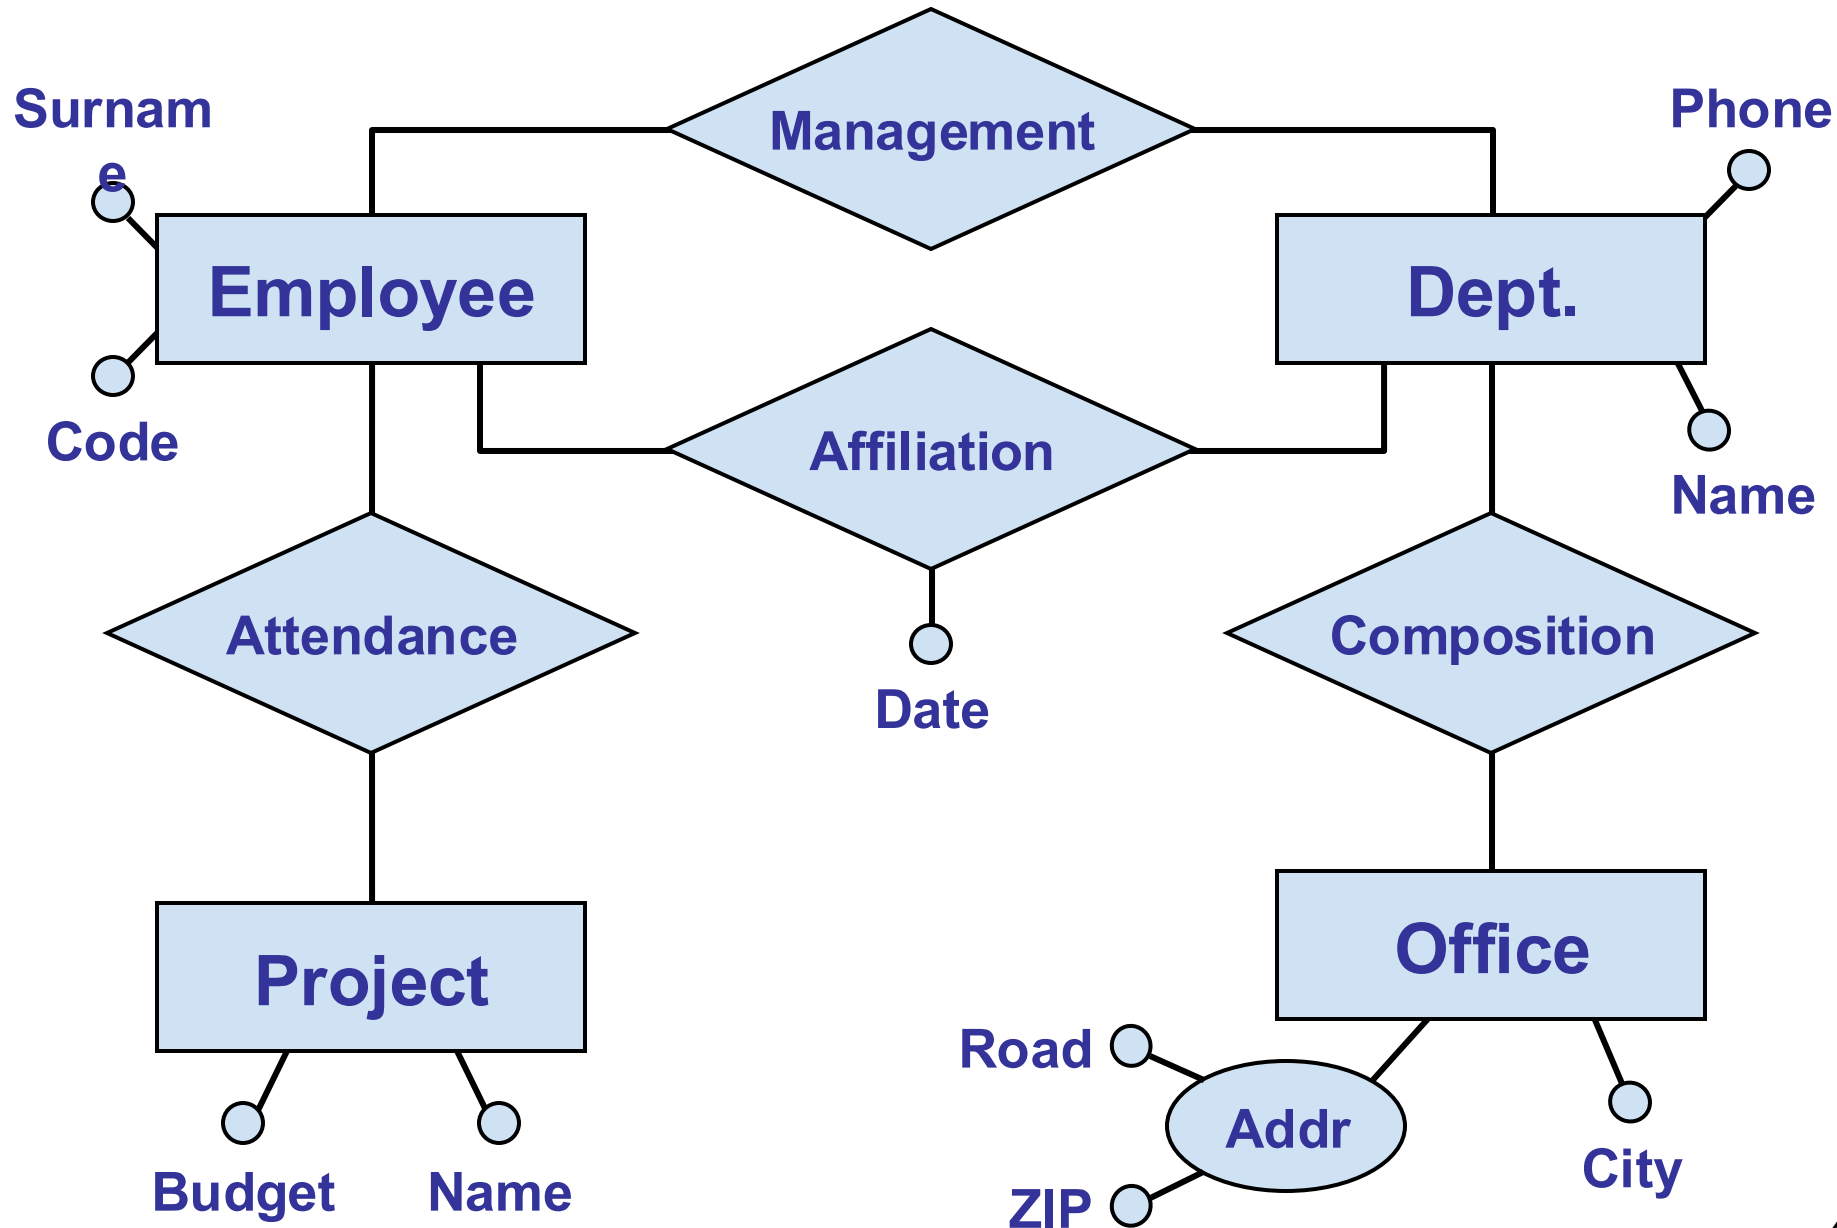 Management
Surnam
e
Phone
Employee
Dept.
Code
Affiliation
Name
Attendance
Composition
Date
Office
Project
Road
Addr
City
Budget
Name
ZIP